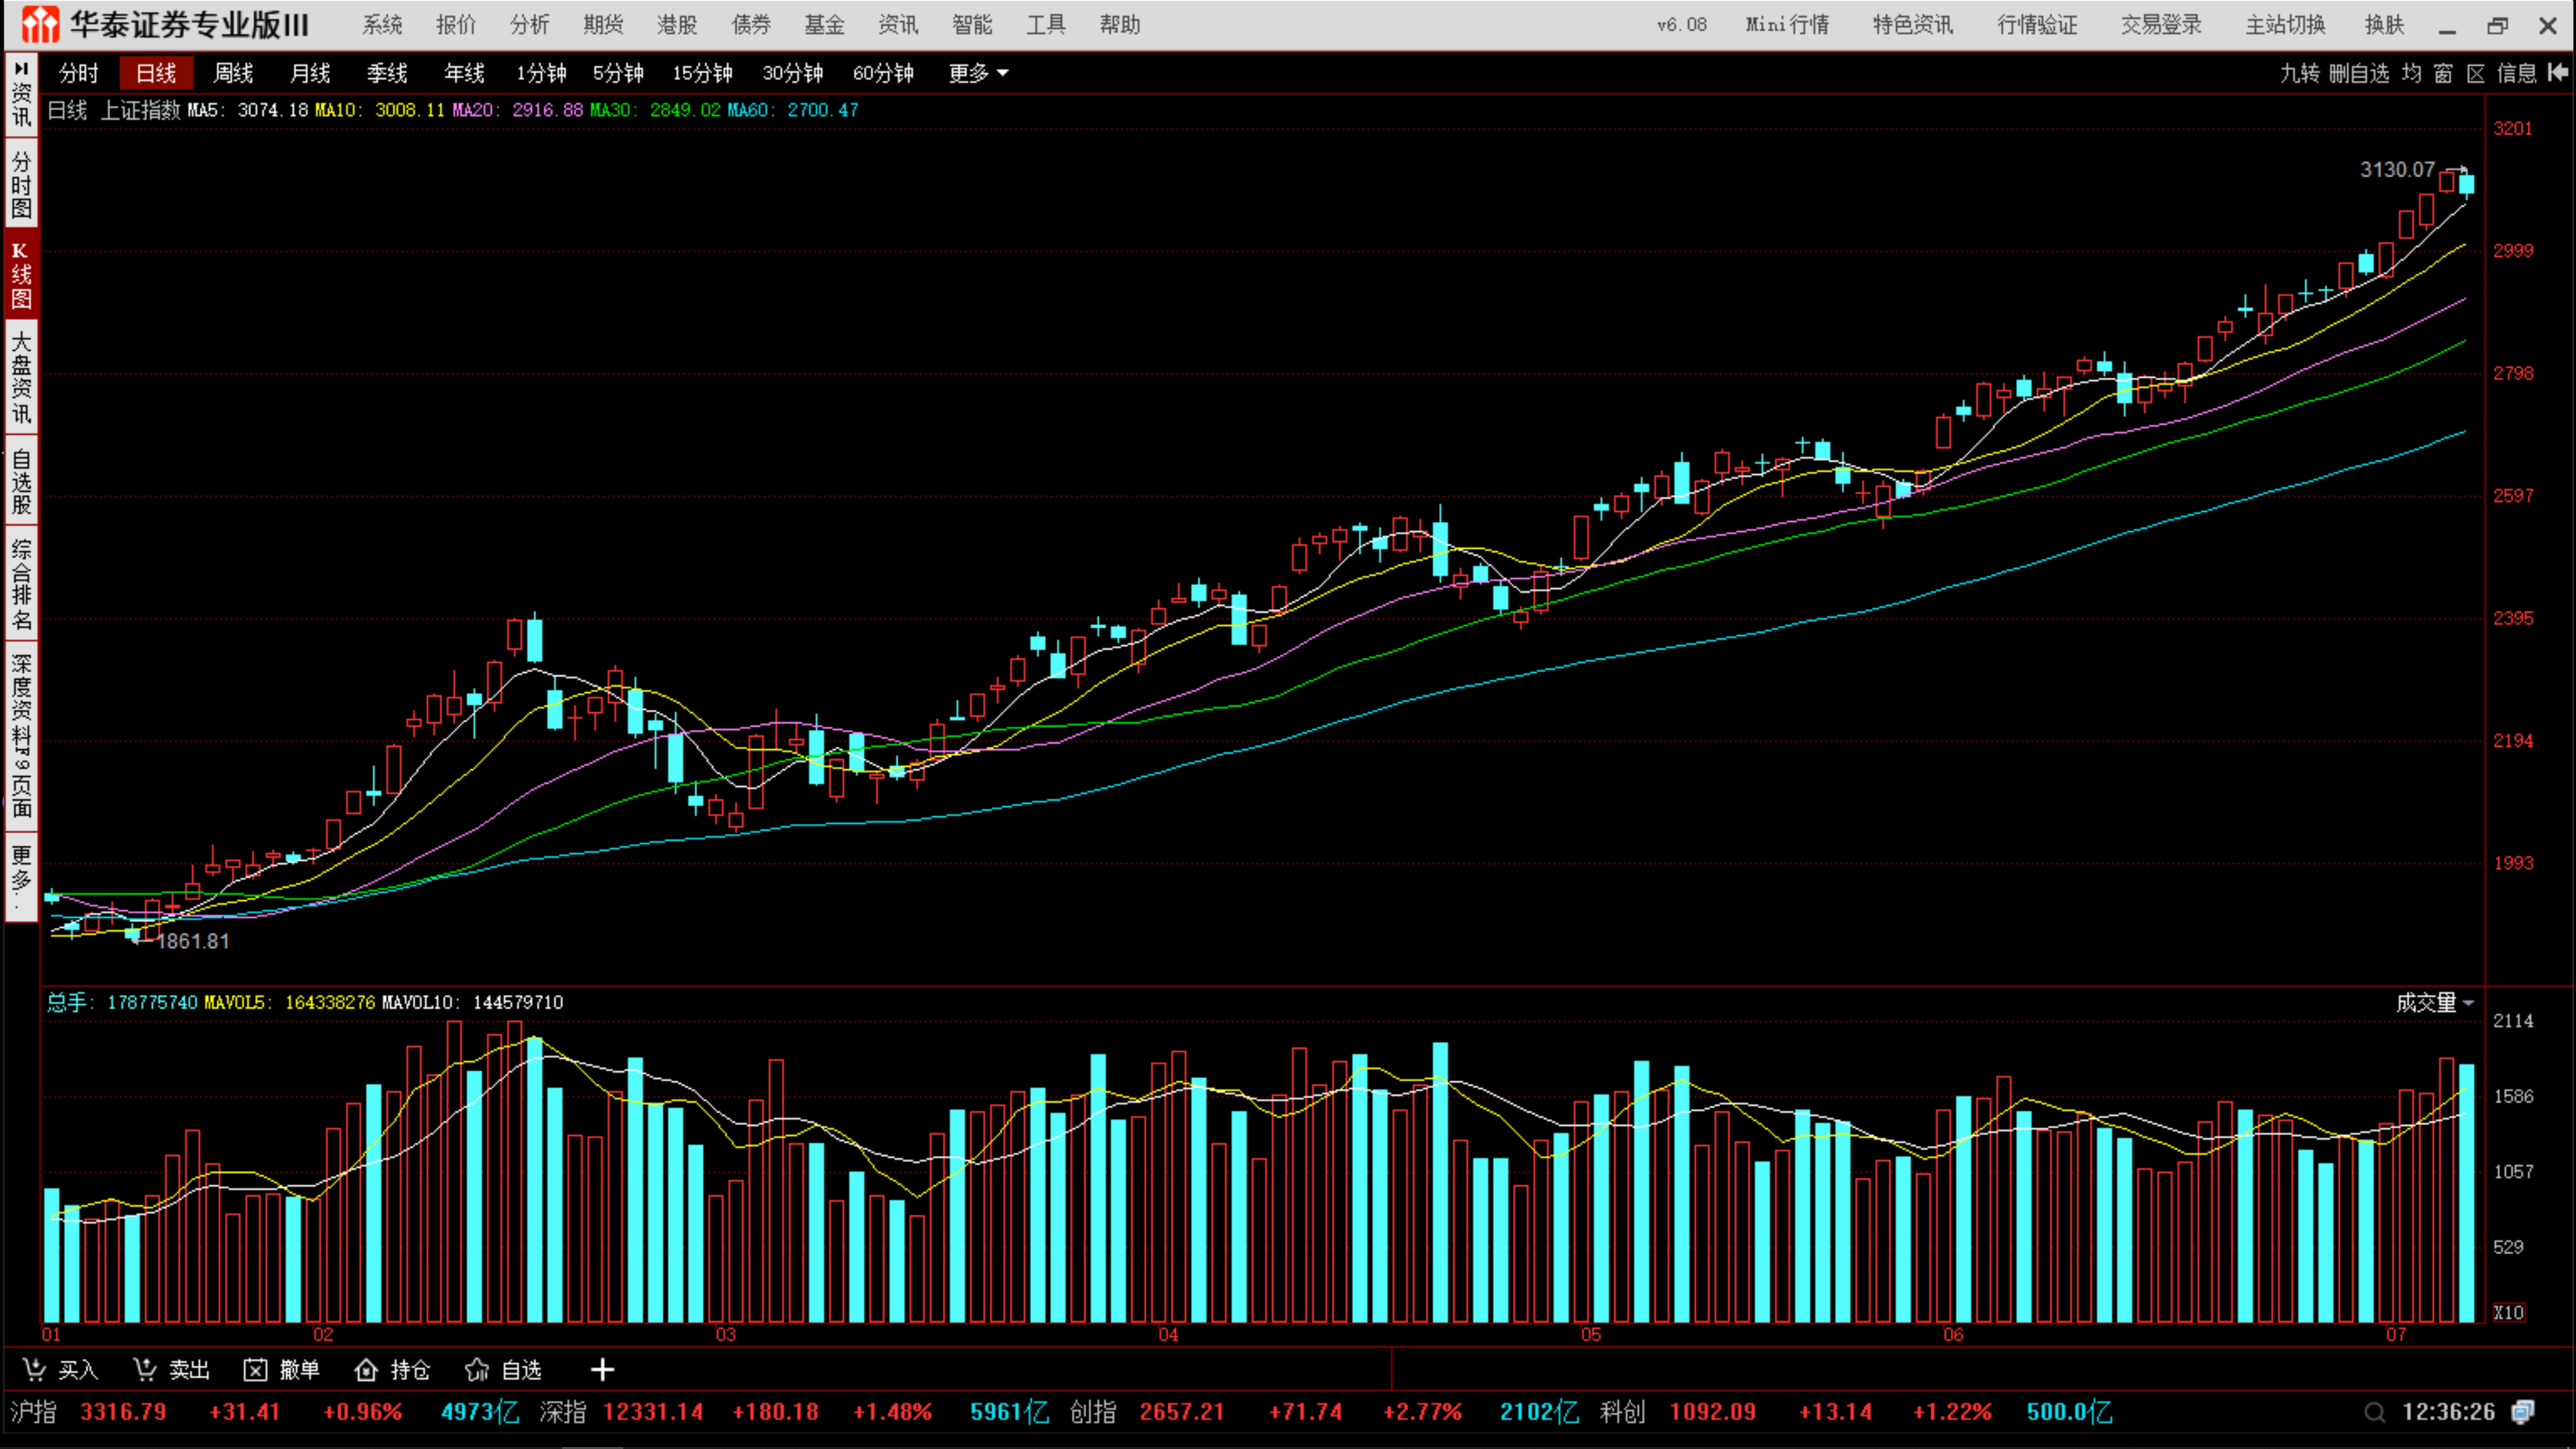 华泰证券专业版III 系统 报价 分析 期货 港股 债券 基金 资讯 智能 工具 帮助 v6.08 Mini行情 特色资讯 行情验证 交易登录 主站切换 换肤
分时 日线 周线 月线 季线 年线 1分钟 5分钟 15分钟 30分钟 60分钟 更多 九转 删自选 均 窗 区 信息
日线 上证指数 MA5: 3074.18 MA10: 3008.11 MA20: 2916.88 MA30: 2849.02 MA60: 2700.47
资讯
分时图
K线图
大盘资讯
自选股
综合排名
深度资料F9页面
更多..
3201
3130.07
2999
2798
2597
2395
2194
1993
1861.81
总手: 178775740 MAVOL5: 164338276 MAVOL10: 144579710 成交量
2114
1586
1057
529
X10
01 02 03 04 05 06 07
买入 卖出 撤单 持仓 自选 +
沪指 3316.79 +31.41 +0.96% 4973亿 深指 12331.14 +180.18 +1.48% 5961亿 创指 2657.21 +71.74 +2.77% 2102亿 科创 1092.09 +13.14 +1.22% 500.0亿 12:36:26